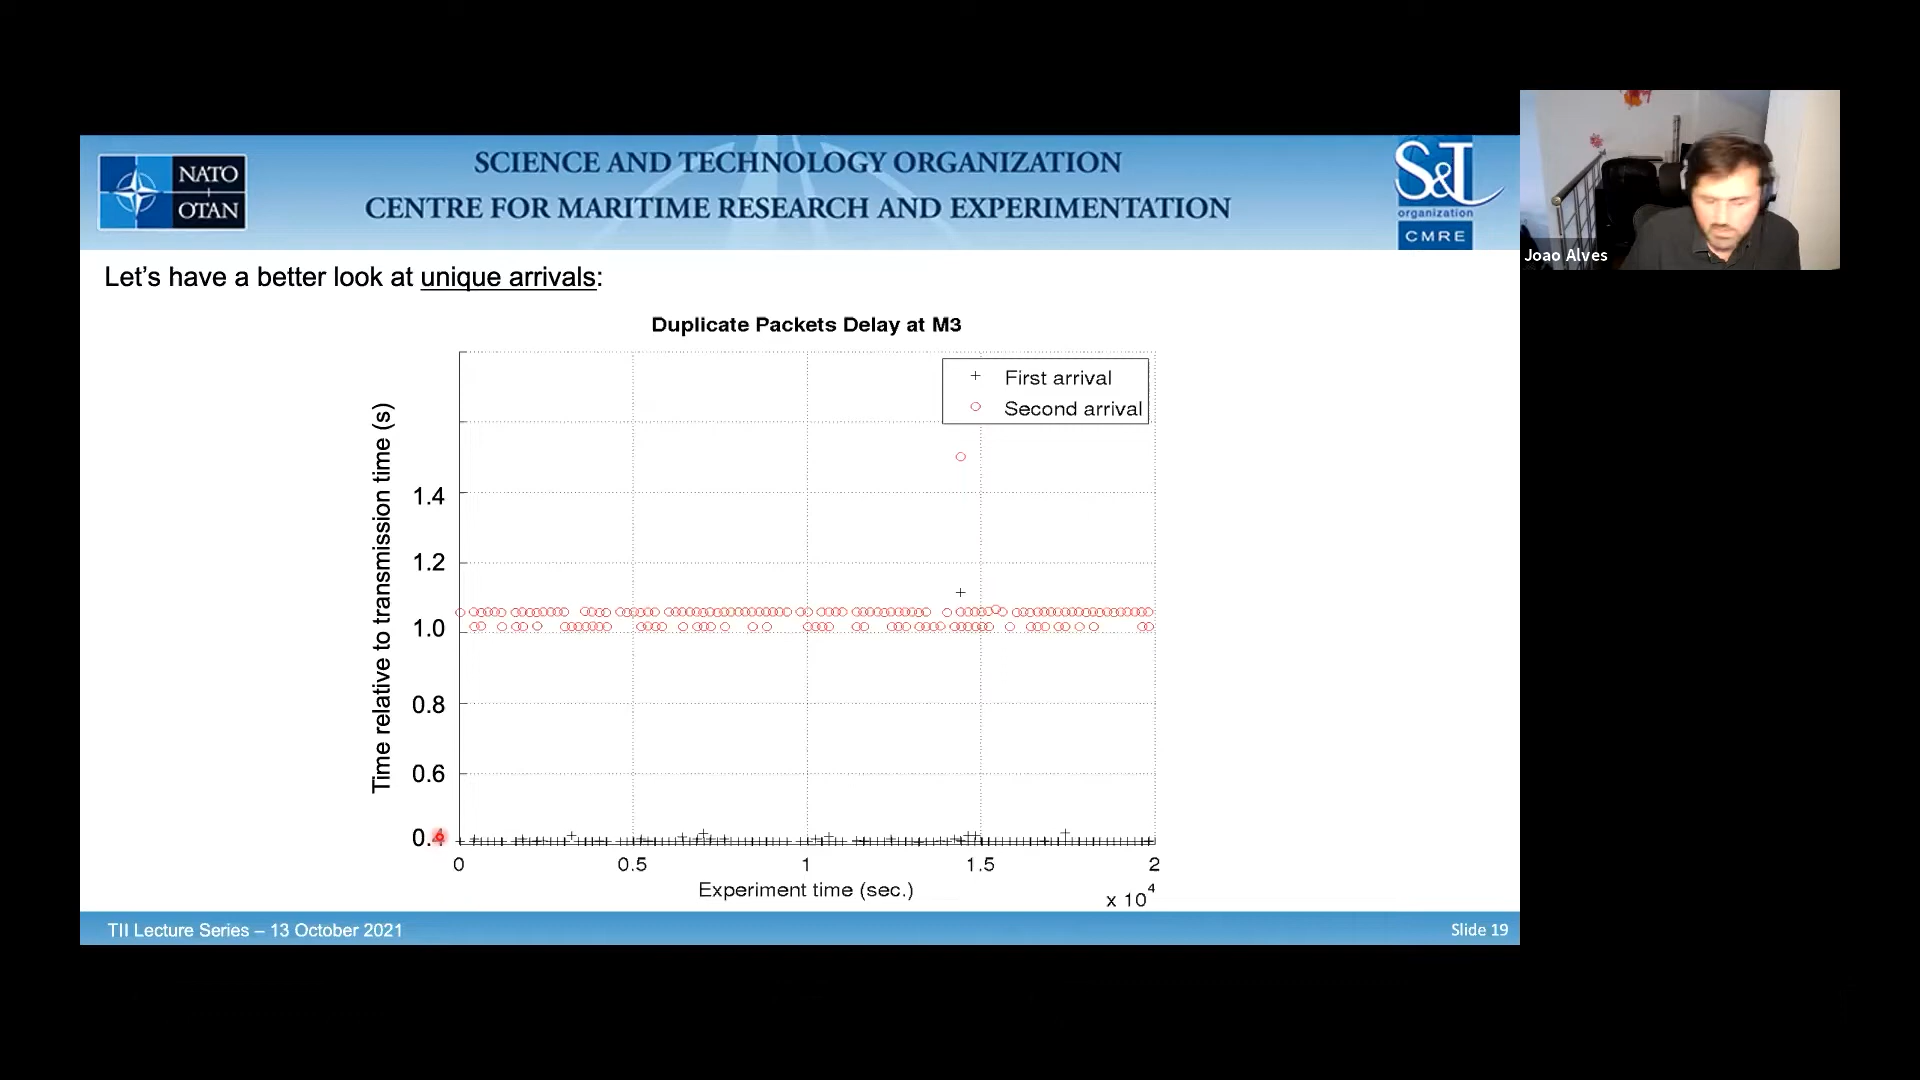 NATO
OTAN
SCIENCE AND TECHNOLOGY ORGANIZATION
CENTRE FOR MARITIME RESEARCH AND EXPERIMENTATION
S&T
organization
CMRE
Joao Alves
Let's have a better look at unique arrivals:
Duplicate Packets Delay at M3
First arrival
Second arrival
Time relative to transmission time (s)
1.4
1.2
1.0
0.8
0.6
0.4
0
0.5
1
1.5
2
Experiment time (sec.)
x 10⁴
TII Lecture Series – 13 October 2021
Slide 19